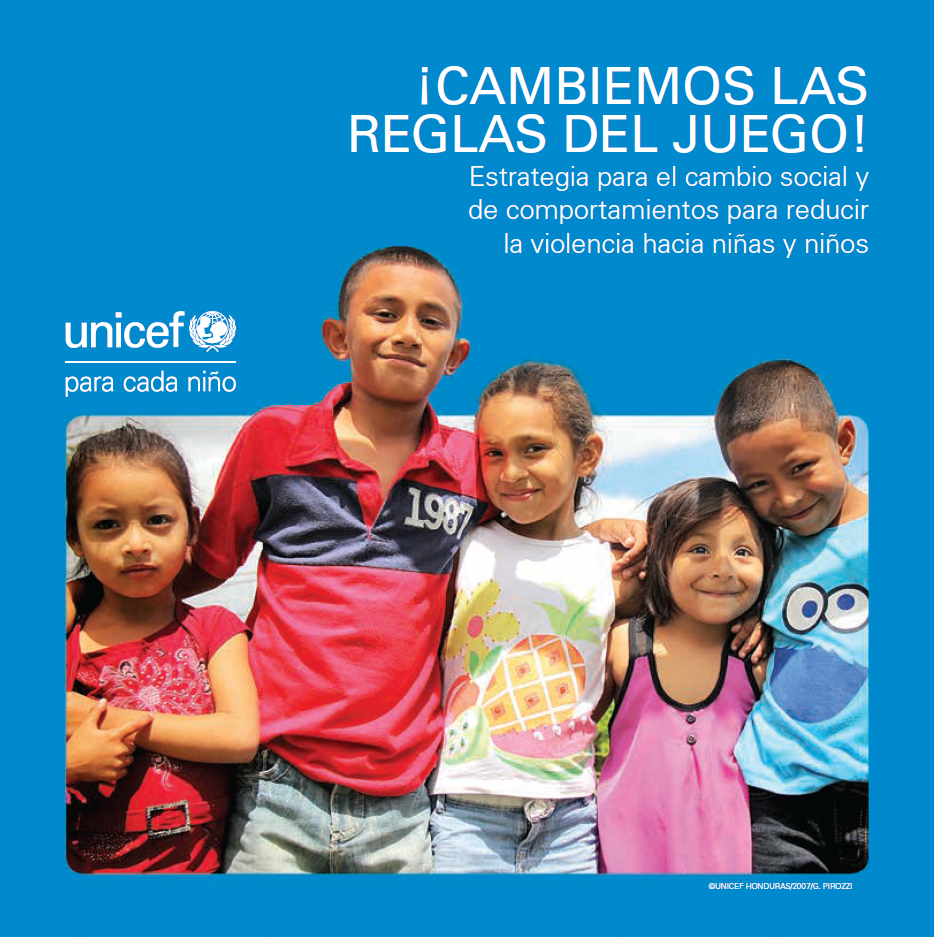 ¡CAMBIEMOS LAS
REGLAS DEL JUEGO!
Estrategia para el cambio social y
de comportamientos para reducir
la violencia hacia niñas y niños
unicef
para cada niño
1987
©UNICEF HONDURAS/2007/G. PIROZZI